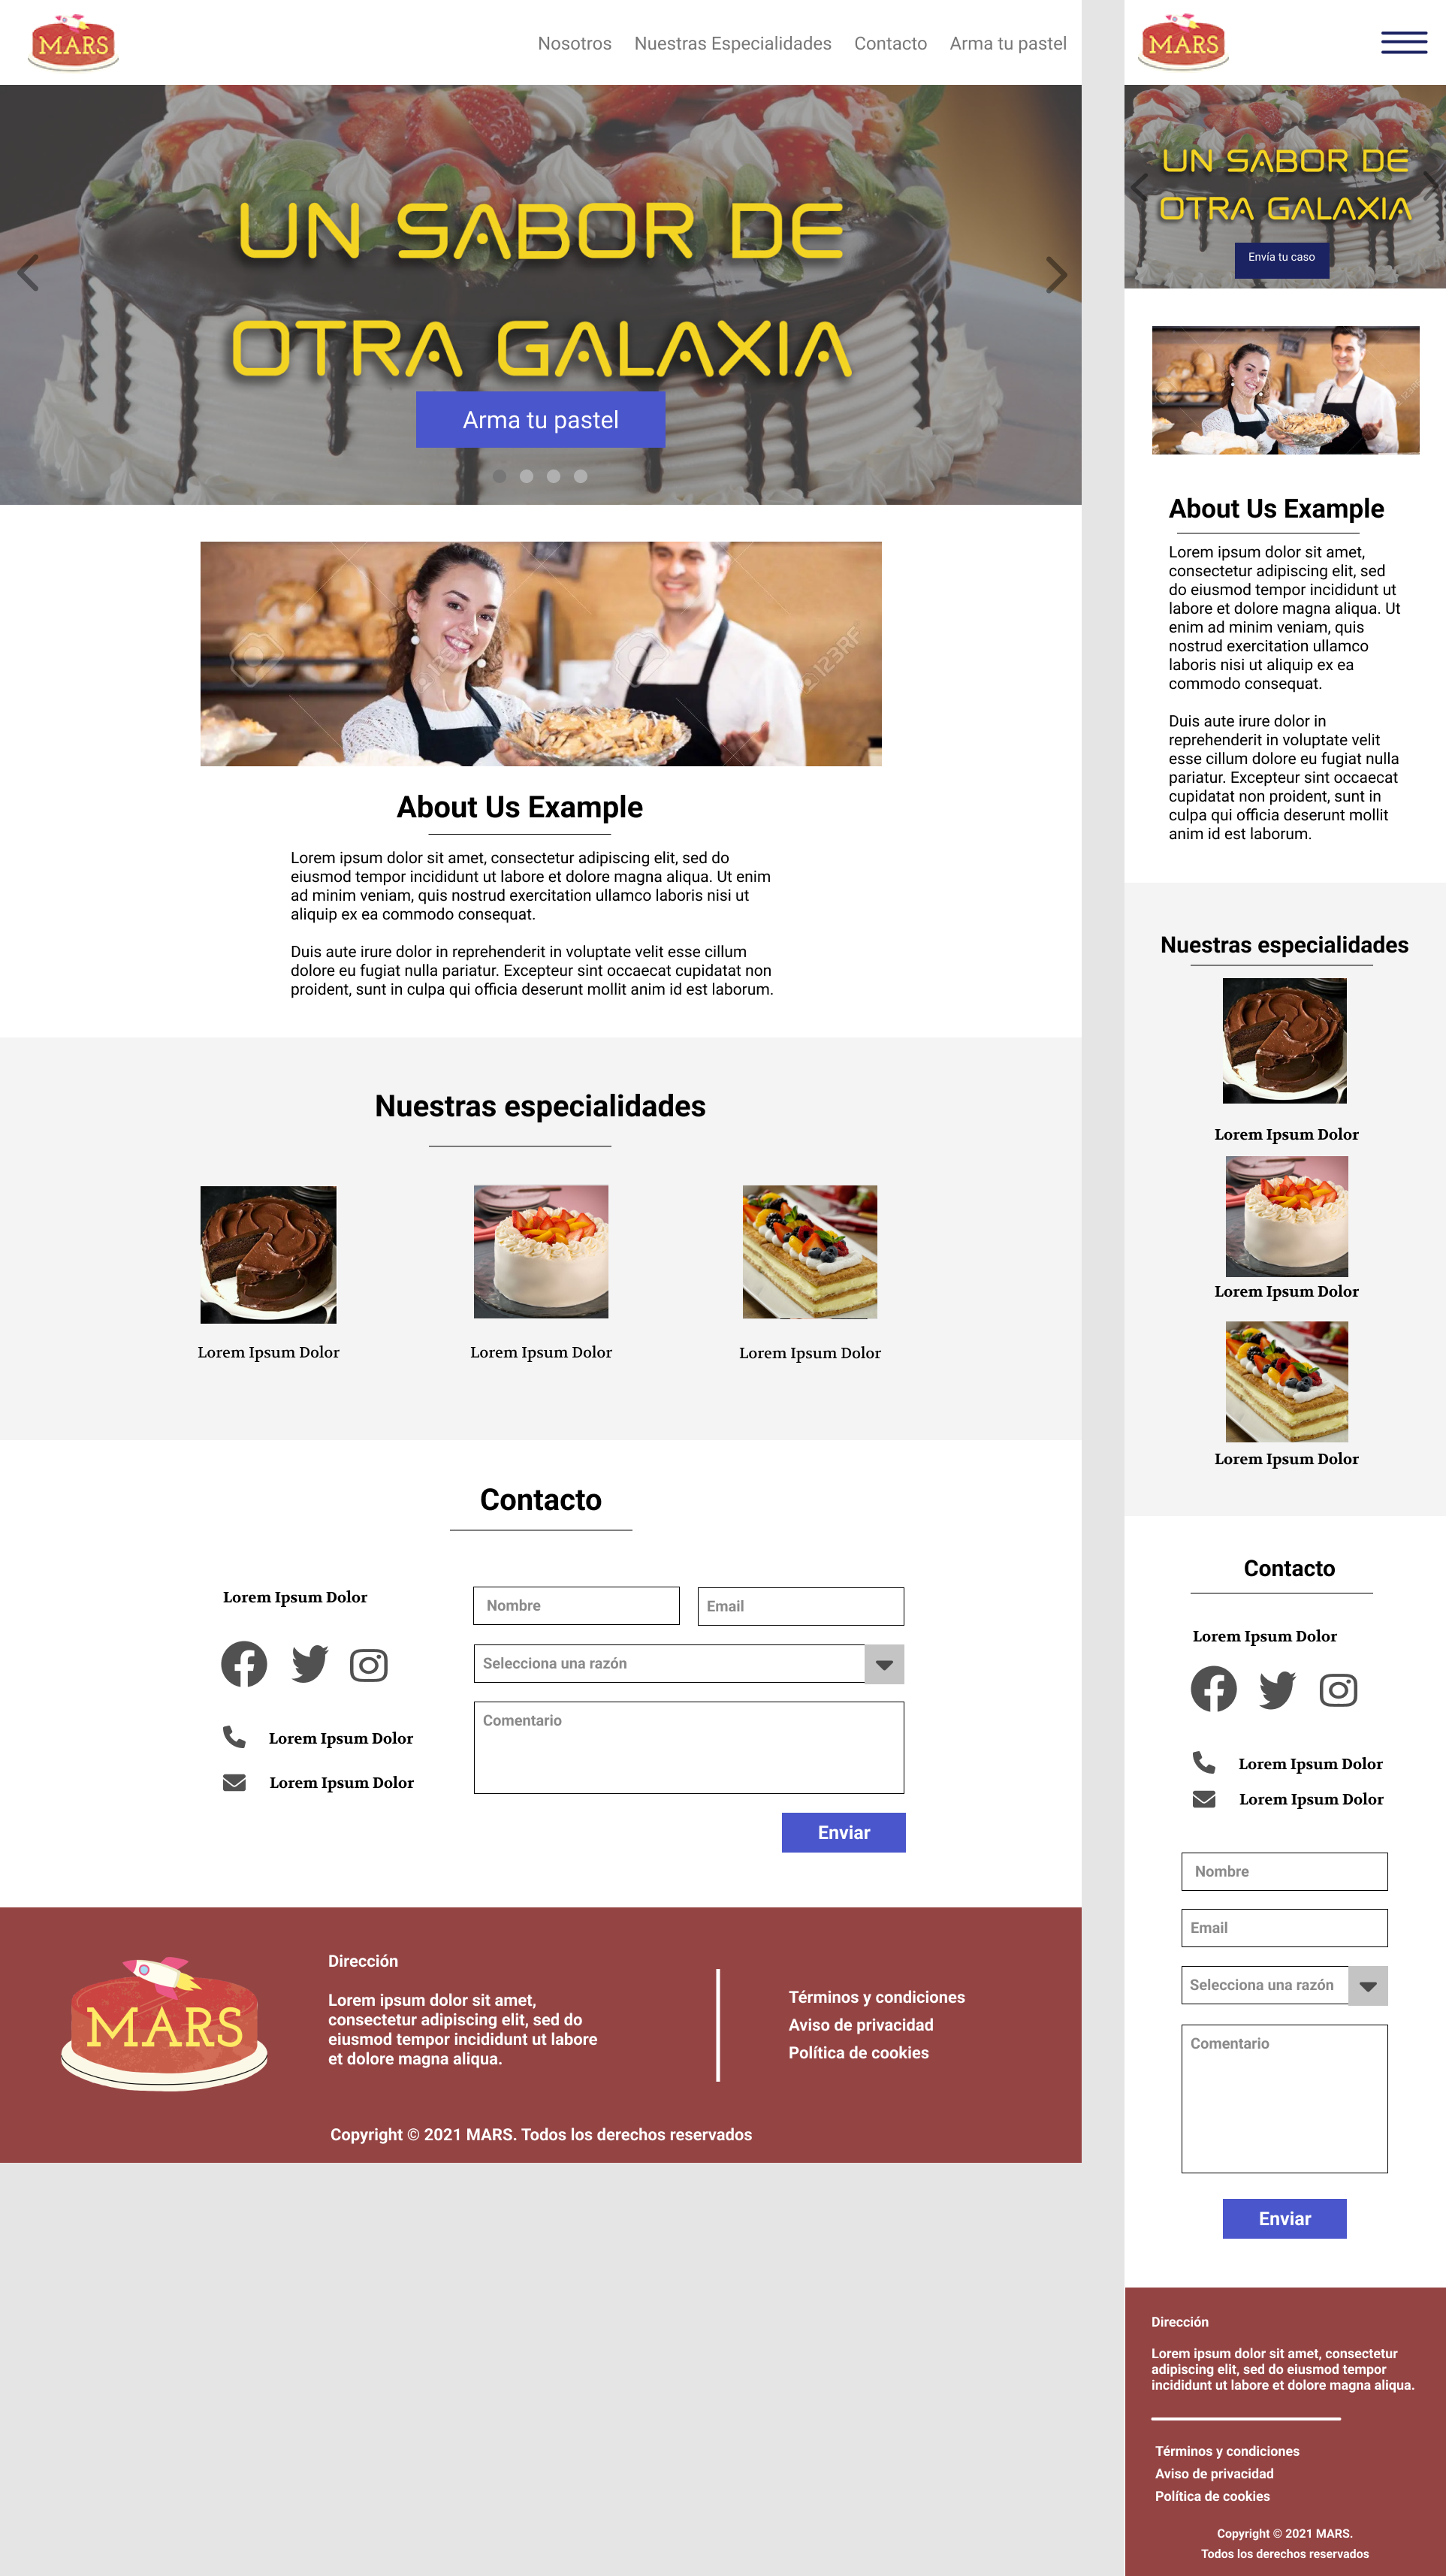 MARS
Nosotros
Nuestras Especialidades
Contacto
Arma tu pastel
UN SABOR DE
OTRA GALAXIA
Arma tu pastel
123RF
123RF
About Us Example
Lorem ipsum dolor sit amet, consectetur adipiscing elit, sed do
eiusmod tempor incididunt ut labore et dolore magna aliqua. Ut enim
ad minim veniam, quis nostrud exercitation ullamco laboris nisi ut
aliquip ex ea commodo consequat.
Duis aute irure dolor in reprehenderit in voluptate velit esse cillum
dolore eu fugiat nulla pariatur. Excepteur sint occaecat cupidatat non
proident, sunt in culpa qui officia deserunt mollit anim id est laborum.
Nuestras especialidades
Lorem Ipsum Dolor
Lorem Ipsum Dolor
Lorem Ipsum Dolor
Contacto
Lorem Ipsum Dolor
Lorem Ipsum Dolor
Lorem Ipsum Dolor
Nombre
Email
Selecciona una razón
Comentario
Enviar
MARS
Dirección
Lorem ipsum dolor sit amet,
consectetur adipiscing elit, sed do
eiusmod tempor incididunt ut labore
et dolore magna aliqua.
Términos y condiciones
Aviso de privacidad
Política de cookies
Copyright © 2021 MARS. Todos los derechos reservados
MARS
UN SABOR DE
OTRA GALAXIA
Envía tu caso
About Us Example
Lorem ipsum dolor sit amet,
consectetur adipiscing elit, sed
do eiusmod tempor incididunt ut
labore et dolore magna aliqua. Ut
enim ad minim veniam, quis
nostrud exercitation ullamco
laboris nisi ut aliquip ex ea
commodo consequat.
Duis aute irure dolor in
reprehenderit in voluptate velit
esse cillum dolore eu fugiat nulla
pariatur. Excepteur sint occaecat
cupidatat non proident, sunt in
culpa qui officia deserunt mollit
anim id est laborum.
Nuestras especialidades
Lorem Ipsum Dolor
Lorem Ipsum Dolor
Lorem Ipsum Dolor
Contacto
Lorem Ipsum Dolor
Lorem Ipsum Dolor
Lorem Ipsum Dolor
Nombre
Email
Selecciona una razón
Comentario
Enviar
Dirección
Lorem ipsum dolor sit amet, consectetur
adipiscing elit, sed do eiusmod tempor
incididunt ut labore et dolore magna aliqua.
Términos y condiciones
Aviso de privacidad
Política de cookies
Copyright © 2021 MARS.
Todos los derechos reservados